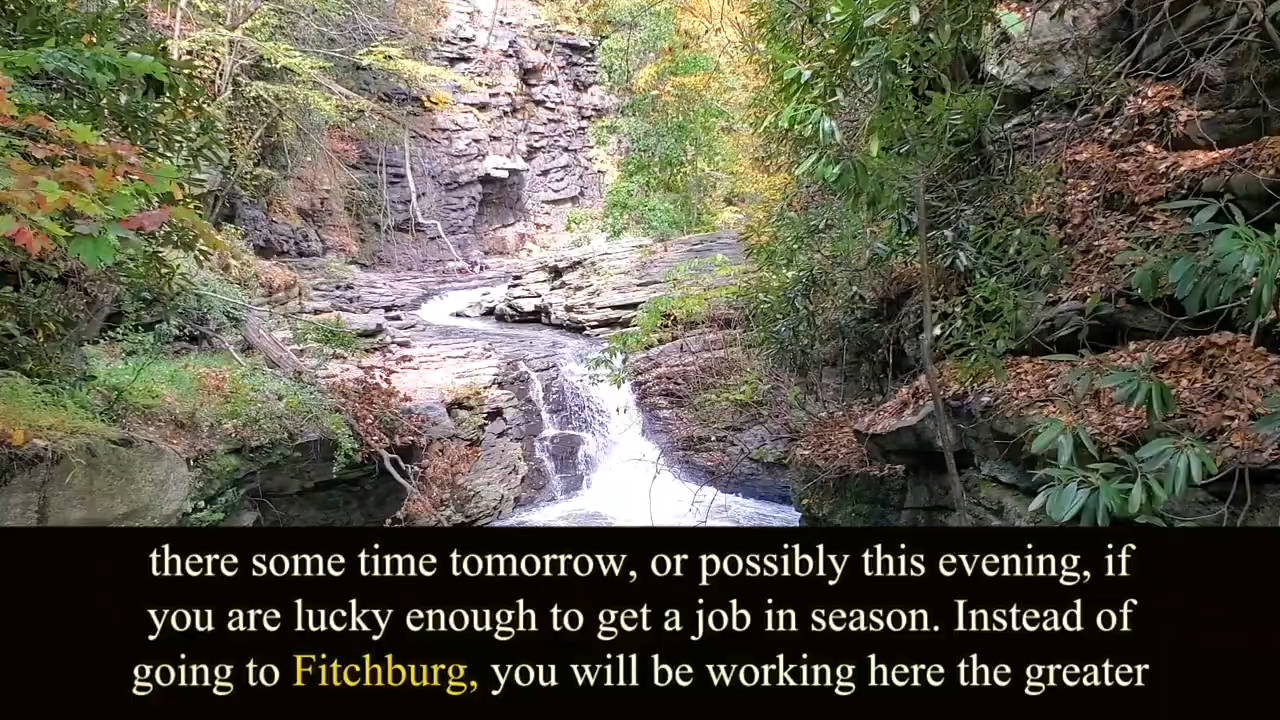 there some time tomorrow, or possibly this evening, if
you are lucky enough to get a job in season. Instead of
going to Fitchburg, you will be working here the greater